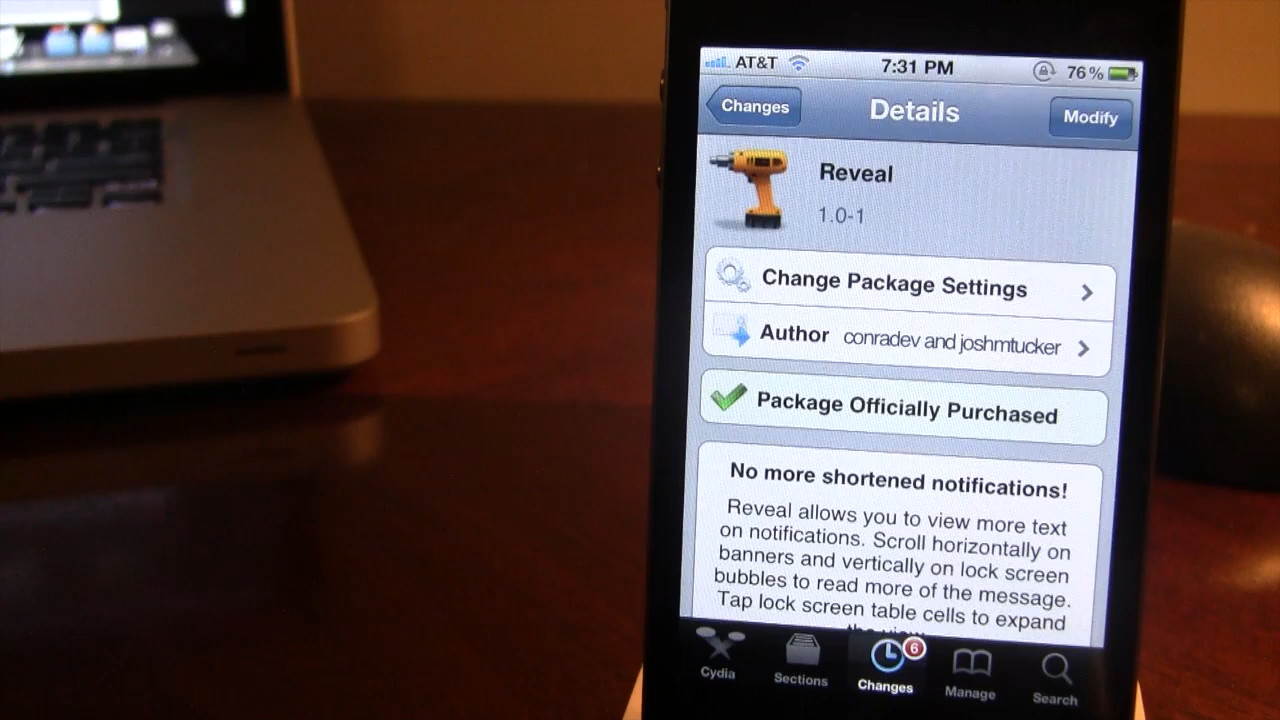 AT&T 7:31 PM 76%
Changes Details Modify
Reveal
1.0-1
Change Package Settings
Author conradev and joshmtucker
Package Officially Purchased
No more shortened notifications!
Reveal allows you to view more text
on notifications. Scroll horizontally on
banners and vertically on lock screen
bubbles to read more of the message.
Tap lock screen table cells to expand
the view
Cydia Sections Changes 6 Manage Search